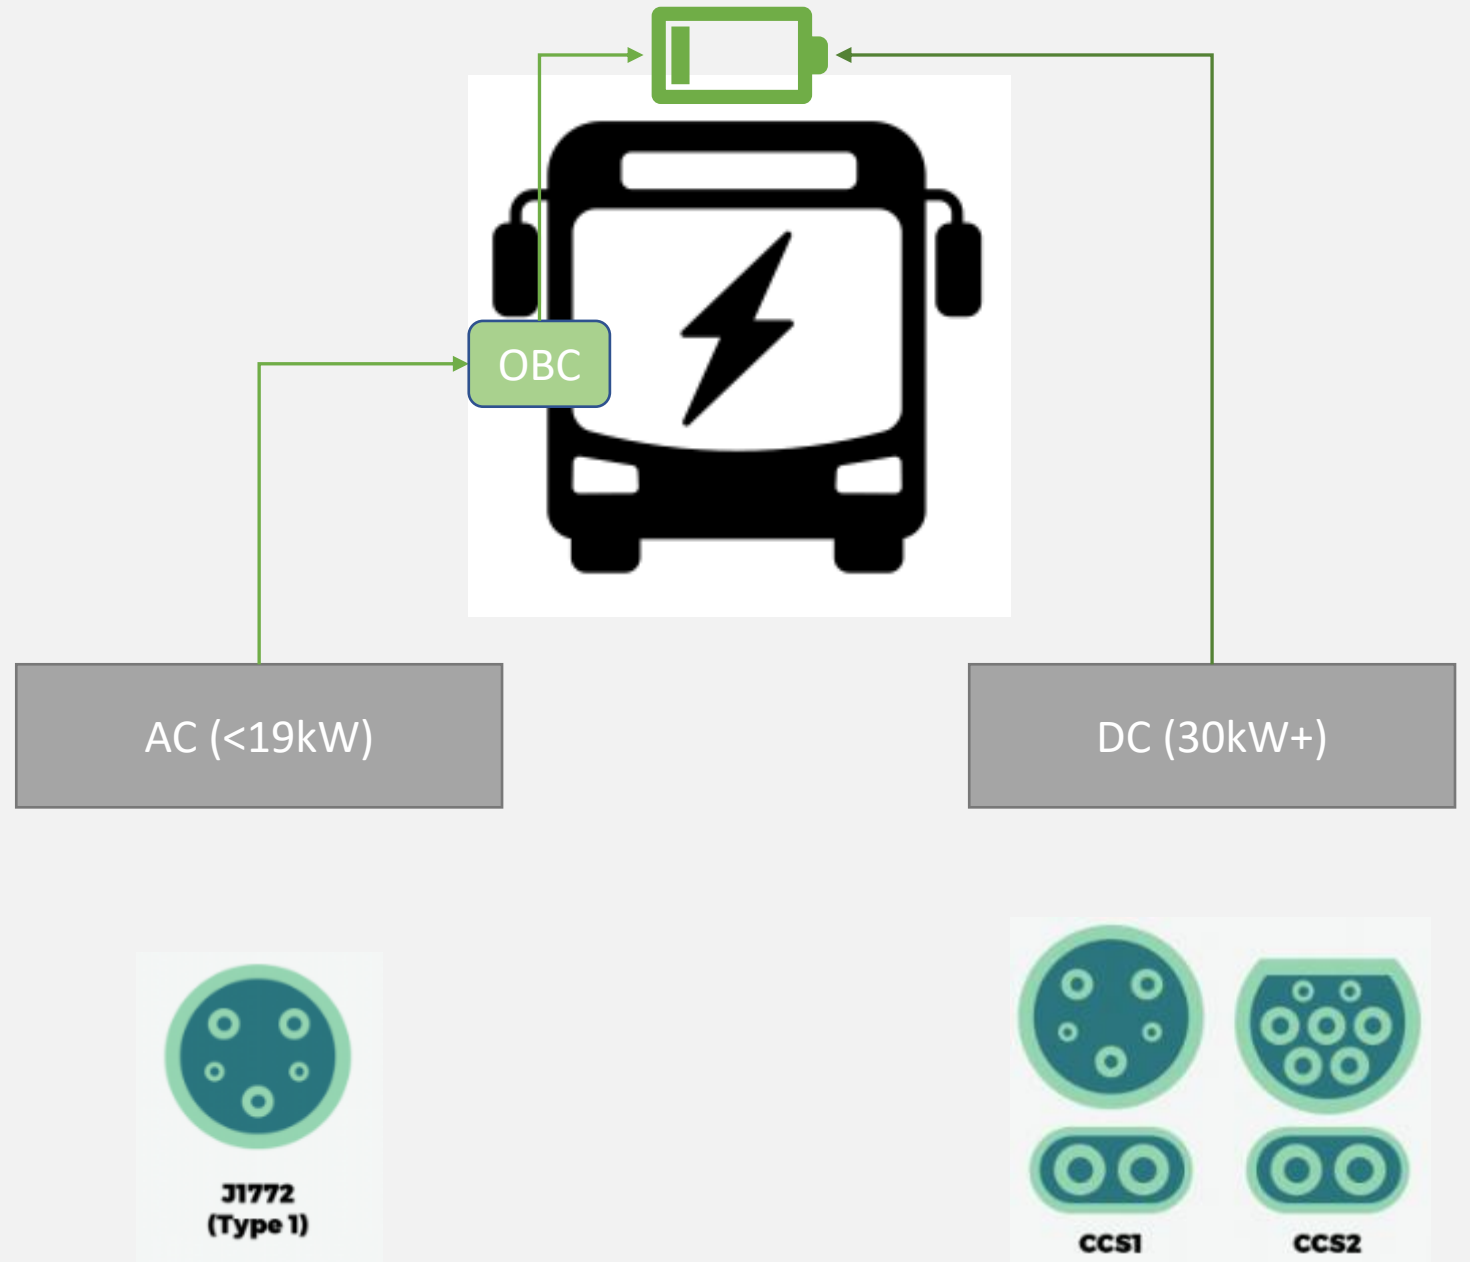 OBC
AC (<19kW)
DC (30kW+)
J1772
(Type 1)
CCS1
CCS2